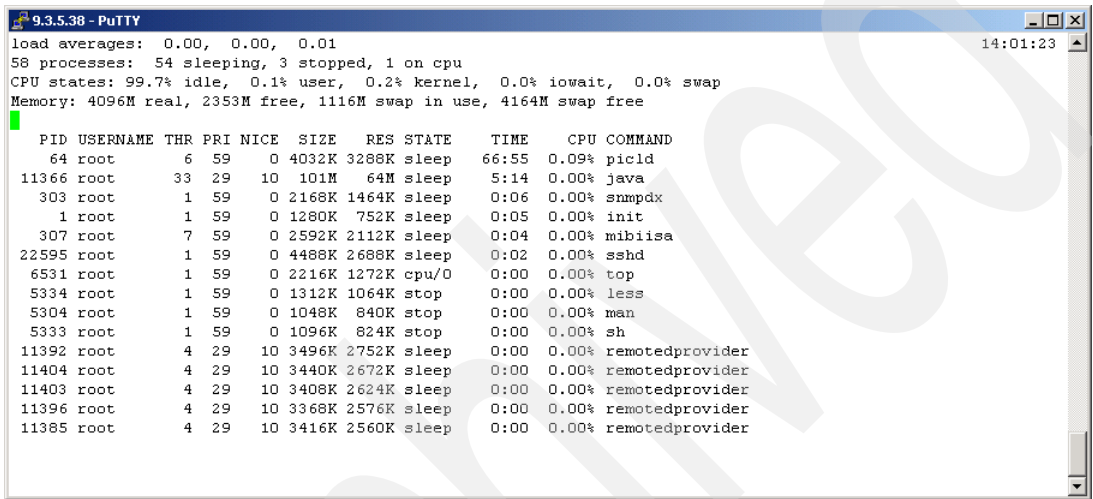 9.3.5.38 - PuTTY
load averages:  0.00,  0.00,  0.01                                        14:01:23
58 processes:  54 sleeping, 3 stopped, 1 on cpu
CPU states: 99.7% idle,  0.1% user,  0.2% kernel,  0.0% iowait,  0.0% swap
Memory: 4096M real, 2353M free, 1116M swap in use, 4164M swap free
   PID USERNAME THR PRI NICE  SIZE   RES STATE    TIME    CPU COMMAND
    64 root       6  59    0 4032K 3288K sleep   66:55  0.09% picld
 11366 root      33  29   10  101M   64M sleep    5:14  0.00% java
   303 root       1  59    0 2168K 1464K sleep    0:06  0.00% snmpdx
     1 root       1  59    0 1280K  752K sleep    0:05  0.00% init
   307 root       7  59    0 2592K 2112K sleep    0:04  0.00% mibiisa
 22595 root       1  59    0 4488K 2688K sleep    0:02  0.00% sshd
  6531 root       1  59    0 2216K 1272K cpu/0    0:00  0.00% top
  5334 root       1  59    0 1312K 1064K stop     0:00  0.00% less
  5304 root       1  59    0 1048K  840K stop     0:00  0.00% man
  5333 root       1  59    0 1096K  824K stop     0:00  0.00% sh
 11392 root       4  29   10 3496K 2752K sleep    0:00  0.00% remotedprovider
 11404 root       4  29   10 3440K 2672K sleep    0:00  0.00% remotedprovider
 11403 root       4  29   10 3408K 2624K sleep    0:00  0.00% remotedprovider
 11396 root       4  29   10 3368K 2576K sleep    0:00  0.00% remotedprovider
 11385 root       4  29   10 3416K 2560K sleep    0:00  0.00% remotedprovider